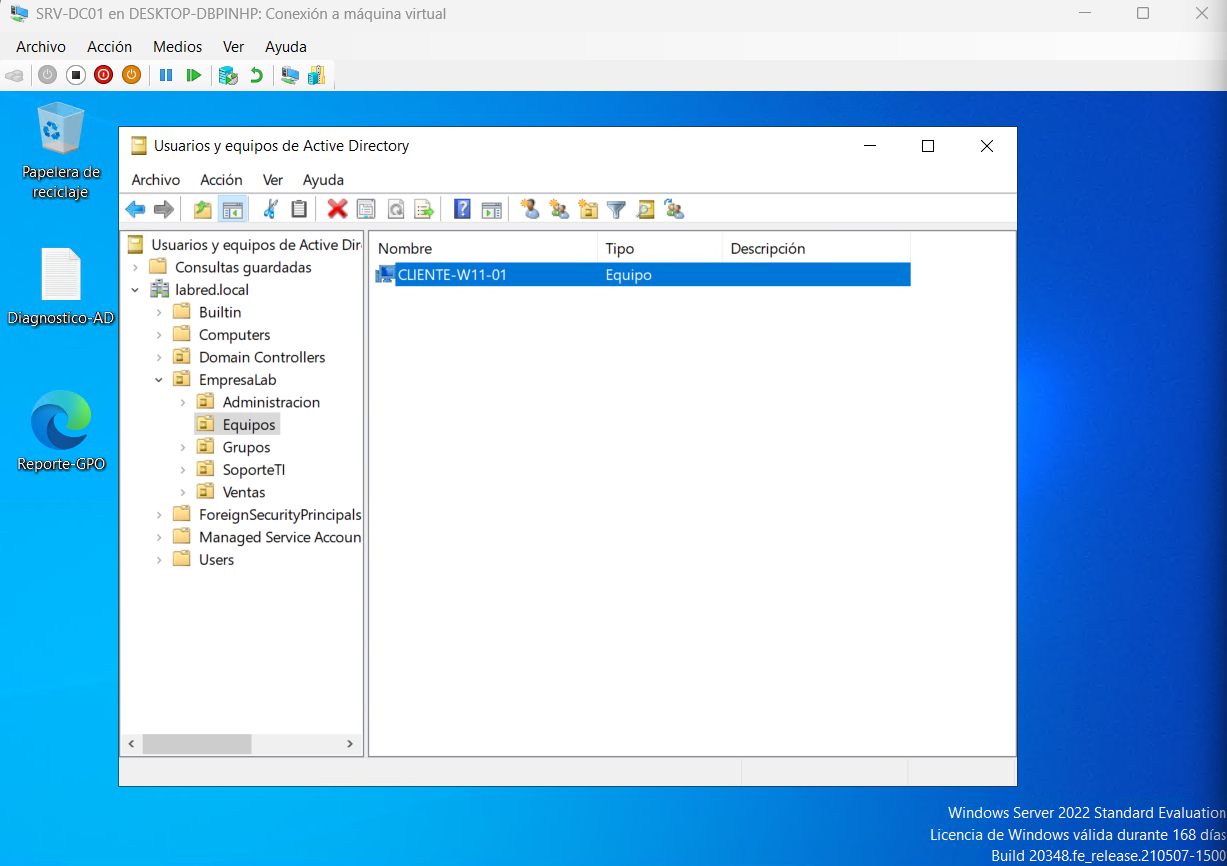 SRV-DC01 en DESKTOP-DBPINHP: Conexión a máquina virtual
Archivo Acción Medios Ver Ayuda
Papelera de
reciclaje
Diagnostico-AD
Reporte-GPO
Usuarios y equipos de Active Directory
Archivo Acción Ver Ayuda
Usuarios y equipos de Active Dir
Consultas guardadas
labred.local
Builtin
Computers
Domain Controllers
EmpresaLab
Administracion
Equipos
Grupos
SoporteTI
Ventas
ForeignSecurityPrincipals
Managed Service Accoun
Users
Nombre Tipo Descripción
CLIENTE-W11-01 Equipo
Windows Server 2022 Standard Evaluation
Licencia de Windows válida durante 168 días
Build 20348.fe_release.210507-1500